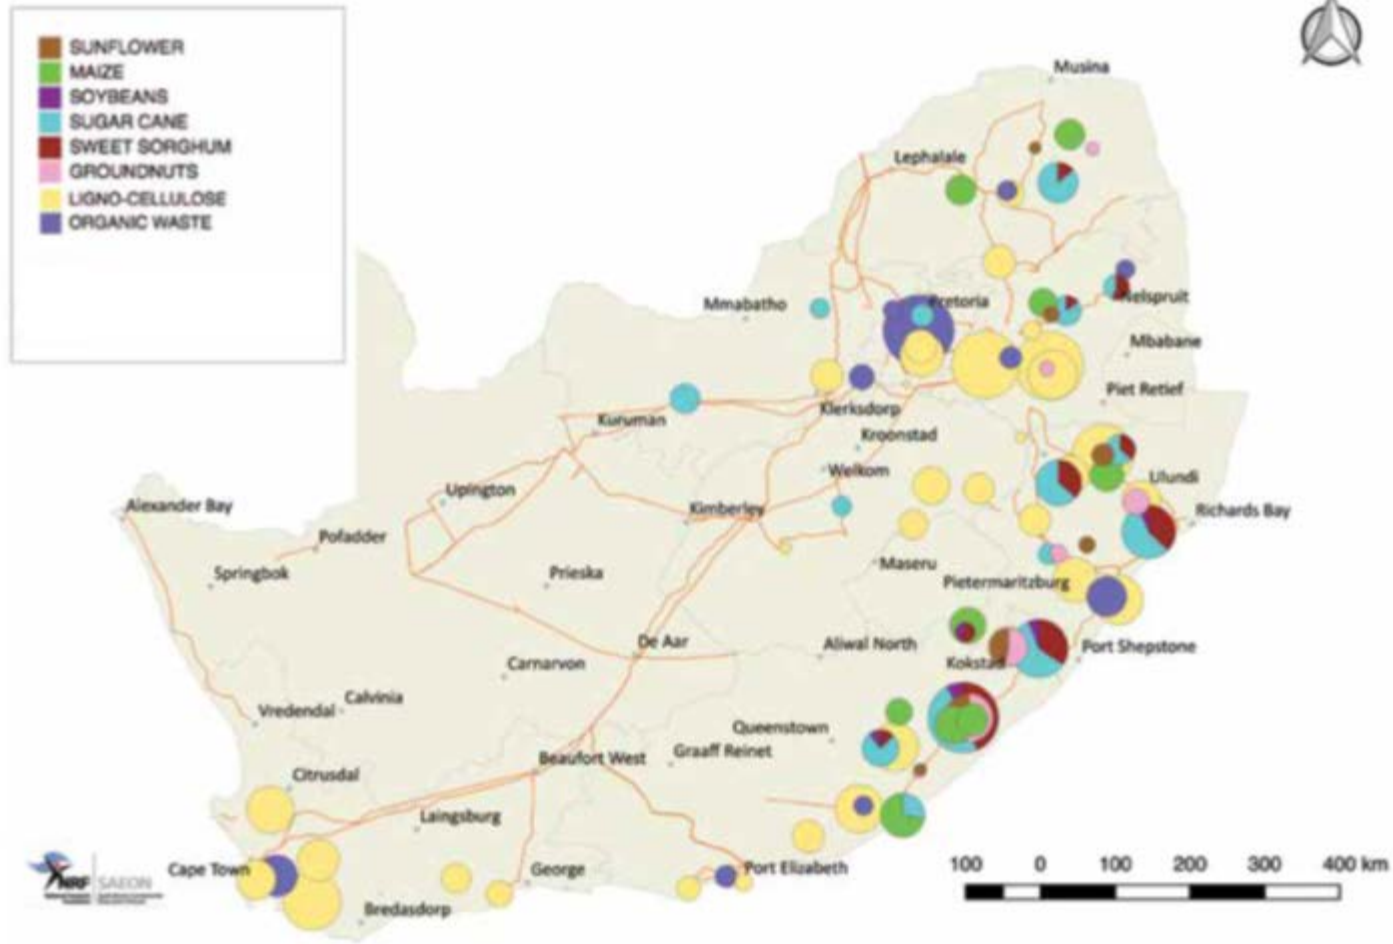 SUNFLOWER
MAIZE
SOYBEANS
SUGAR CANE
SWEET SORGHUM
GROUNDNUTS
LIGNO-CELLULOSE
ORGANIC WASTE
Musina
Lephalale
Pretoria
Nelspruit
Mmabatho
Mbabane
Piet Retief
Klerksdorp
Kuruman
Kroonstad
Welkom
Ulundi
Upington
Alexander Bay
Kimberley
Richards Bay
Pofadder
Maseru
Springbok
Prieska
Pietermaritzburg
De Aar
Aliwal North
Port Shepstone
Carnarvon
Kokstad
Calvinia
Vredendal
Queenstown
Graaff Reinet
Beaufort West
Citrusdal
Laingsburg
Cape Town
George
Port Elizabeth
Bredasdorp
100 0 100 200 300 400 km
NRF
SAEON